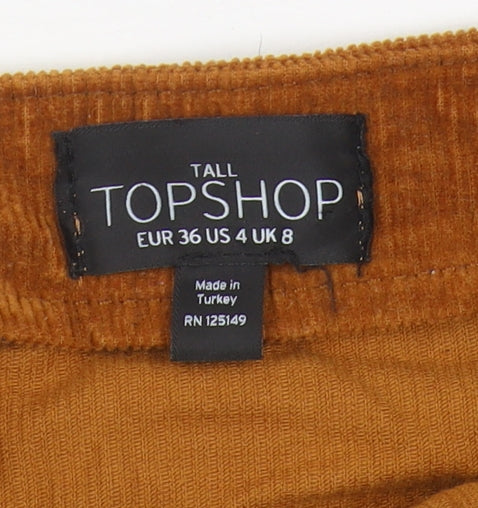 TALL
TOPSHOP
EUR 36 US 4 UK 8
Made in
Turkey
RN 125149